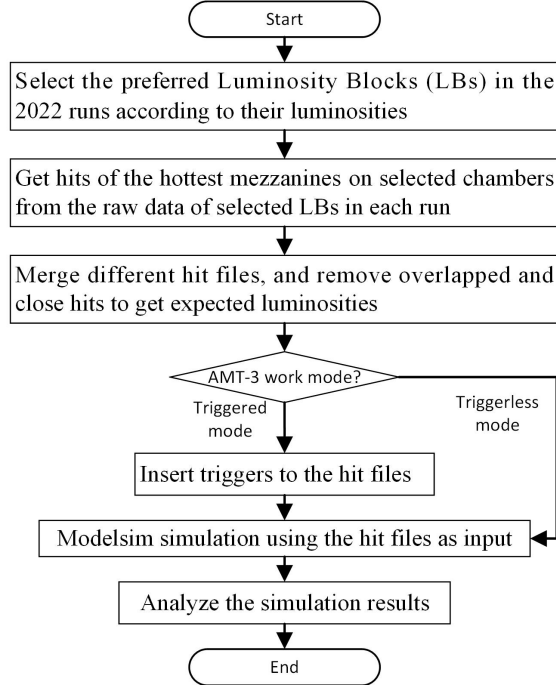 Start
Select the preferred Luminosity Blocks (LBs) in the
2022 runs according to their luminosities
Get hits of the hottest mezzanines on selected chambers
from the raw data of selected LBs in each run
Merge different hit files, and remove overlapped and
close hits to get expected luminosities
AMT-3 work mode?
Triggered
mode
Triggerless
mode
Insert triggers to the hit files
Modelsim simulation using the hit files as input
Analyze the simulation results
End